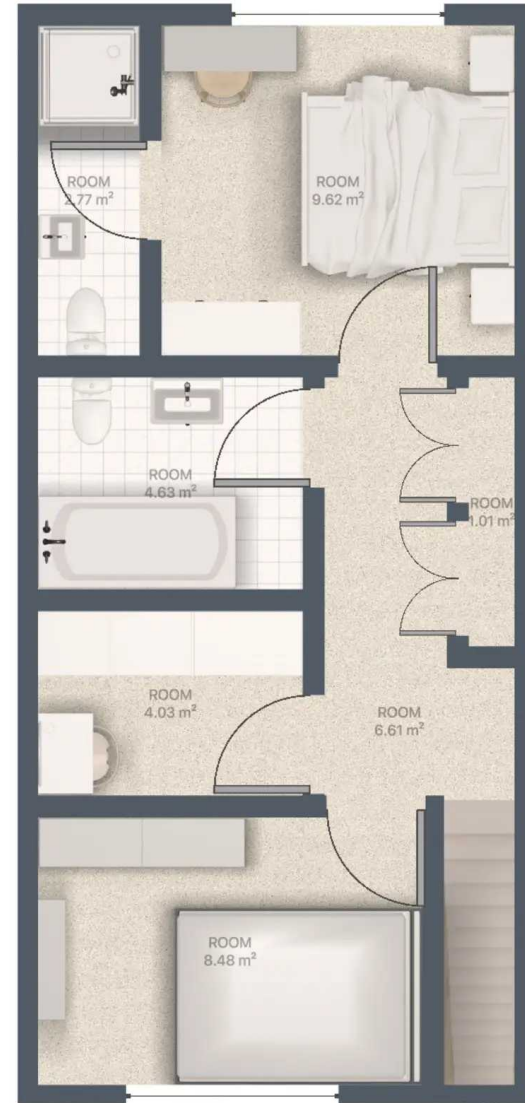 ROOM
2.77 m²
ROOM
9.62 m²
ROOM
4.63 m²
ROOM
1.01 m²
ROOM
4.03 m²
ROOM
6.61 m²
ROOM
8.48 m²